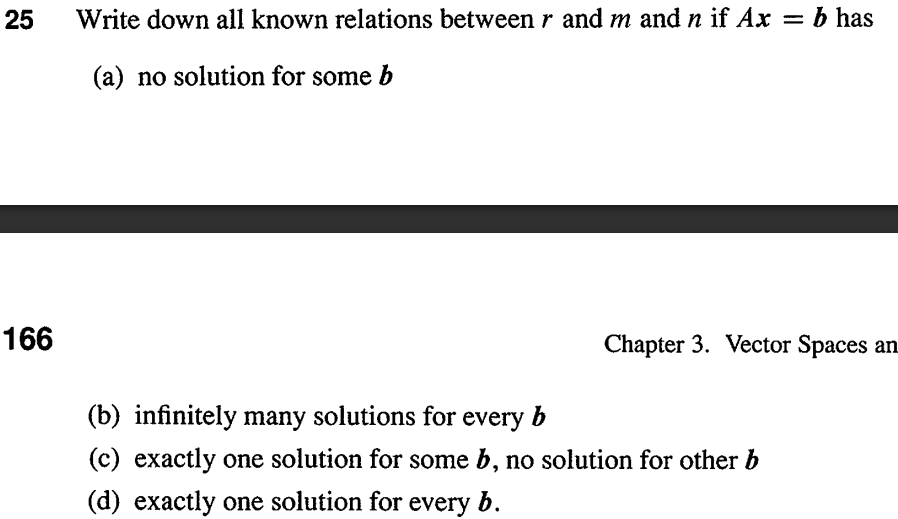 25 Write down all known relations between r and m and n if Ax = b has
(a) no solution for some b
166
Chapter 3. Vector Spaces an
(b) infinitely many solutions for every b
(c) exactly one solution for some b, no solution for other b
(d) exactly one solution for every b.